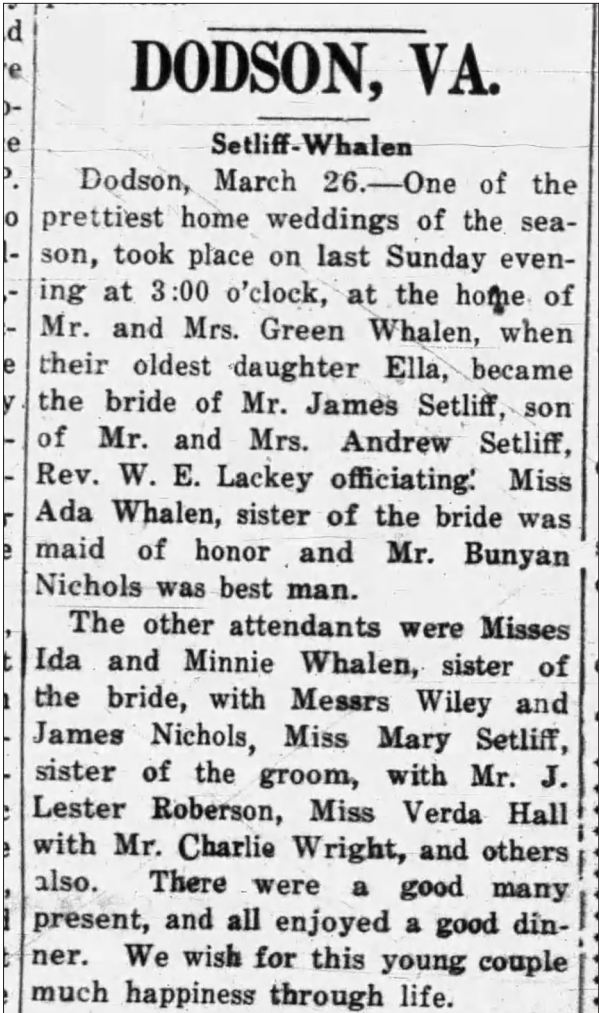 DODSON, VA.
Setliff-Whalen
Dodson, March 26.—One of the
prettiest home weddings of the sea-
son, took place on last Sunday even-
ing at 3:00 o'clock, at the home of
Mr. and Mrs. Green Whalen, when
their oldest daughter Ella, became
the bride of Mr. James Setliff, son
of Mr. and Mrs. Andrew Setliff,
Rev. W. E. Lackey officiating. Miss
Ada Whalen, sister of the bride was
maid of honor and Mr. Bunyan
Nichols was best man.
The other attendants were Misses
Ida and Minnie Whalen, sister of
the bride, with Messrs Wiley and
James Nichols, Miss Mary Setliff,
sister of the groom, with Mr. J.
Lester Roberson, Miss Verda Hall
with Mr. Charlie Wright, and others
also. There were a good many
present, and all enjoyed a good din-
ner. We wish for this young couple
much happiness through life.